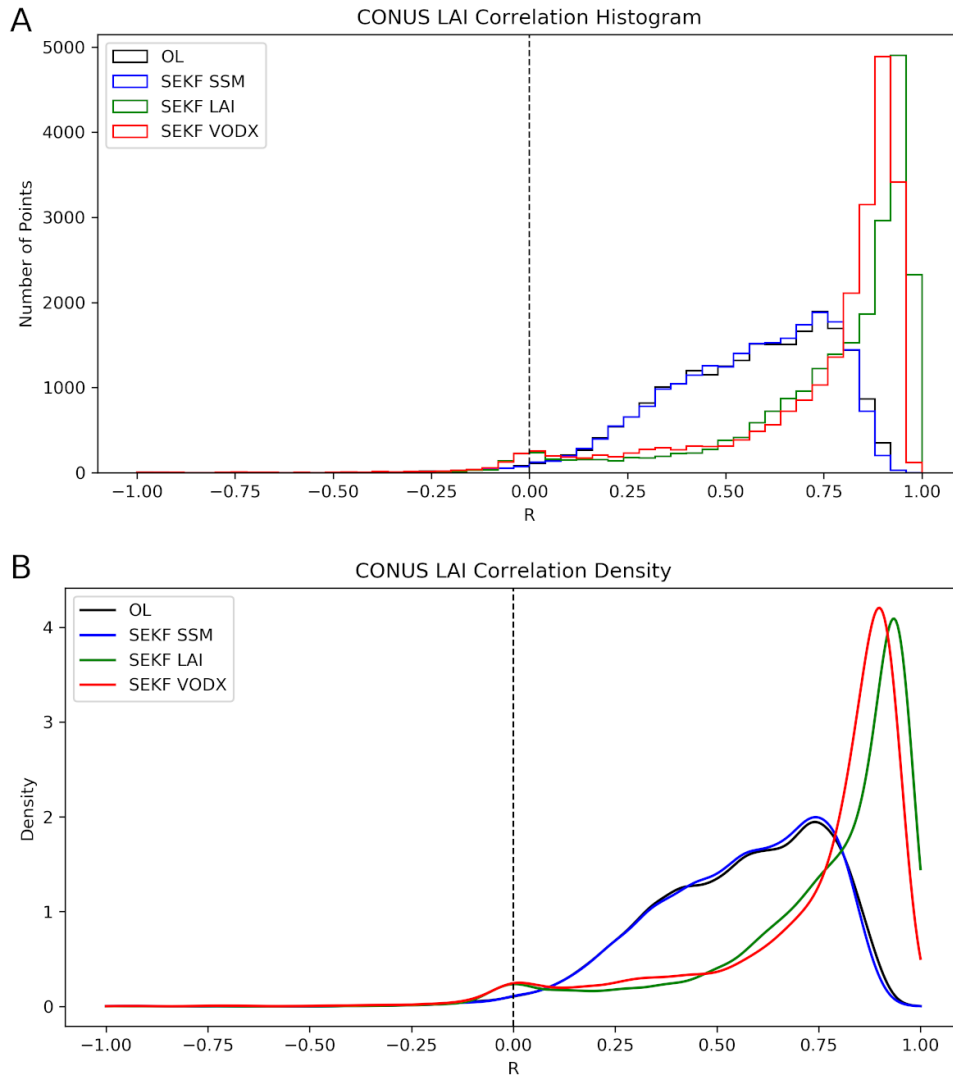 A
CONUS LAI Correlation Histogram
OL
SEKF SSM
SEKF LAI
SEKF VODX
5000
4000
3000
2000
1000
0
Number of Points
−1.00 −0.75 −0.50 −0.25 0.00 0.25 0.50 0.75 1.00
R
B
CONUS LAI Correlation Density
OL
SEKF SSM
SEKF LAI
SEKF VODX
4
3
2
1
0
Density
−1.00 −0.75 −0.50 −0.25 0.00 0.25 0.50 0.75 1.00
R